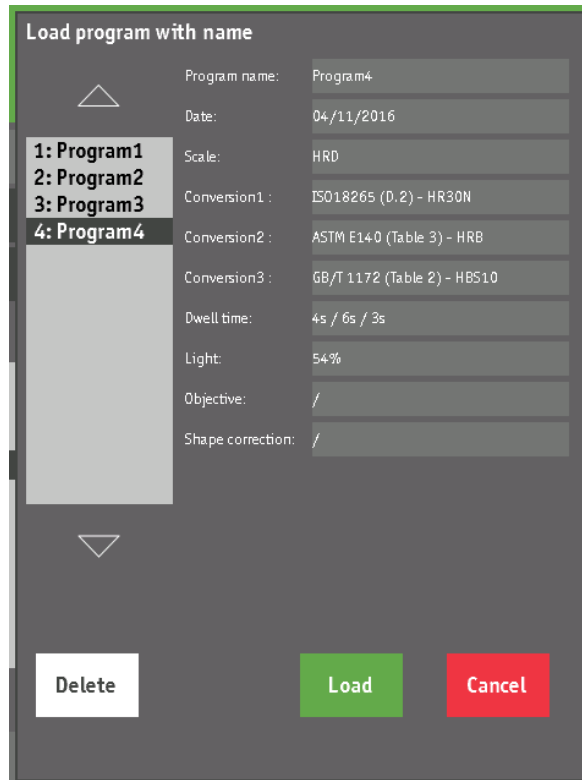 Load program with name
1: Program1
2: Program2
3: Program3
4: Program4
Program name: Program4
Date: 04/11/2016
Scale: HRD
Conversion1 : ISO18265 (D.2) - HR30N
Conversion2 : ASTM E140 (Table 3) - HRB
Conversion3 : GB/T 1172 (Table 2) - HBS10
Dwell time: 4s / 6s / 3s
Light: 54%
Objective: /
Shape correction: /
Delete
Load
Cancel